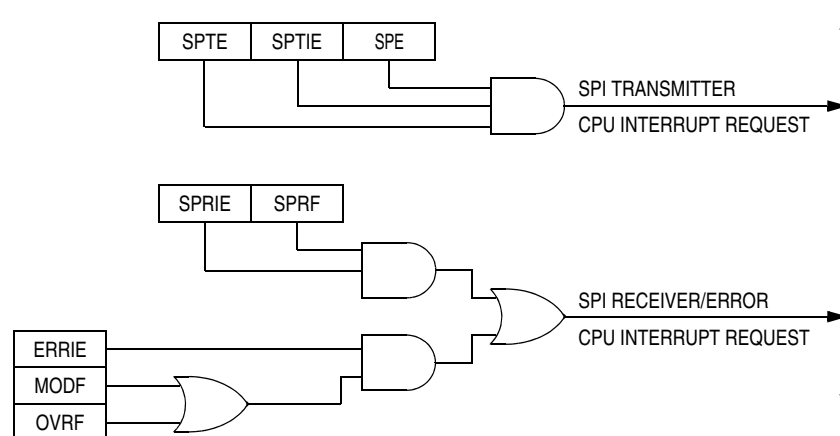 SPTE SPTIE SPE
SPI TRANSMITTER
CPU INTERRUPT REQUEST
SPRIE SPRF
SPI RECEIVER/ERROR
CPU INTERRUPT REQUEST
ERRIE
MODF
OVRF